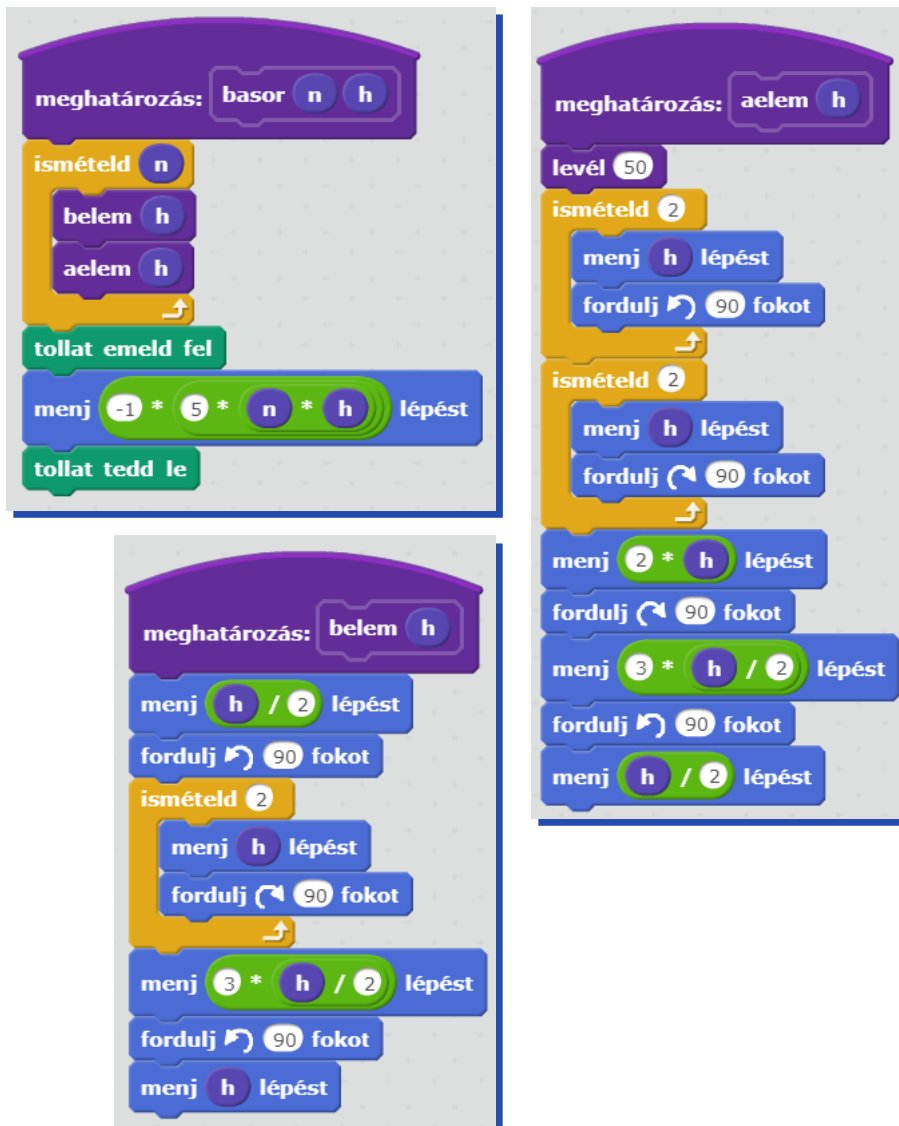 meghatározás: basor n h
ismételd n
belem h
aelem h
tollat emeld fel
menj -1 * 5 * n * h lépést
tollat tedd le
meghatározás: aelem h
levél 50
ismételd 2
menj h lépést
fordulj 90 fokot
ismételd 2
menj h lépést
fordulj 90 fokot
menj 2 * h lépést
fordulj 90 fokot
menj 3 * h / 2 lépést
fordulj 90 fokot
menj h / 2 lépést
meghatározás: belem h
menj h / 2 lépést
fordulj 90 fokot
ismételd 2
menj h lépést
fordulj 90 fokot
menj 3 * h / 2 lépést
fordulj 90 fokot
menj h lépést